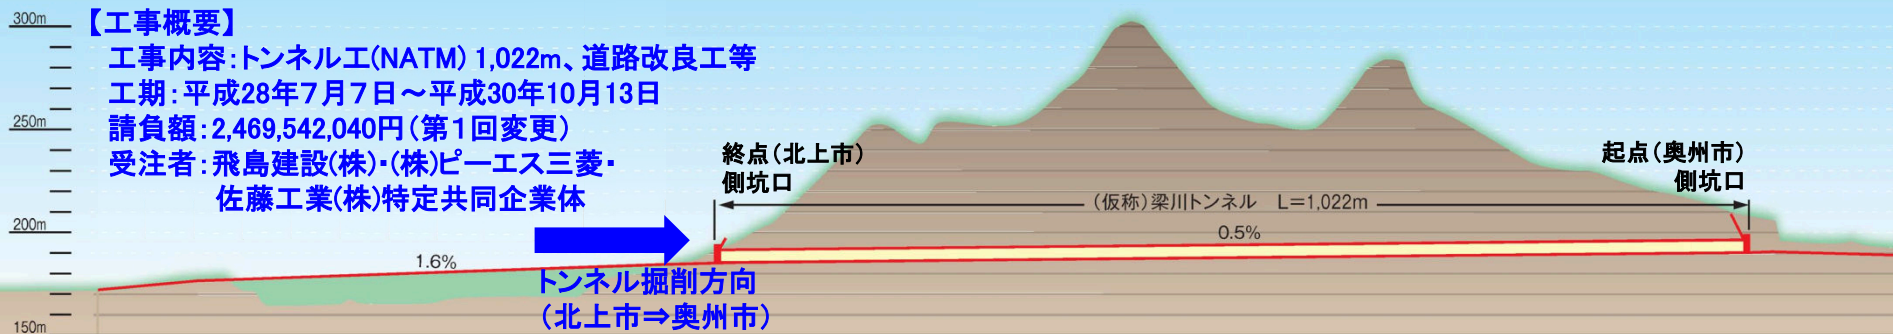 【工事概要】
工事内容:トンネル工(NATM) 1,022m、道路改良工等
工期:平成28年7月7日~平成30年10月13日
請負額:2,469,542,040円(第1回変更)
受注者:飛島建設(株)・(株)ピーエス三菱・
佐藤工業(株)特定共同企業体
300m
250m
200m
150m
終点(北上市)
側坑口
起点(奥州市)
側坑口
(仮称)梁川トンネル L=1,022m
0.5%
1.6%
トンネル掘削方向
(北上市⇒奥州市)